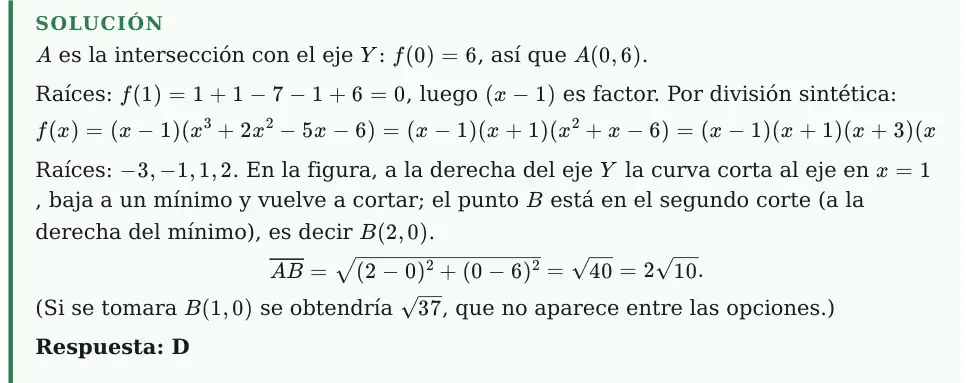 SOLUCIÓN
A es la intersección con el eje Y: f(0) = 6, así que A(0, 6).
Raíces: f(1) = 1 + 1 − 7 − 1 + 6 = 0, luego (x − 1) es factor. Por división sintética:
f(x) = (x − 1)(x³ + 2x² − 5x − 6) = (x − 1)(x + 1)(x² + x − 6) = (x − 1)(x + 1)(x + 3)(x
Raíces: −3, −1, 1, 2. En la figura, a la derecha del eje Y la curva corta al eje en x = 1
, baja a un mínimo y vuelve a cortar; el punto B está en el segundo corte (a la
derecha del mínimo), es decir B(2, 0).
A̅B̅ = √((2 − 0)² + (0 − 6)²) = √40 = 2√10.
(Si se tomara B(1, 0) se obtendría √37, que no aparece entre las opciones.)
Respuesta: D